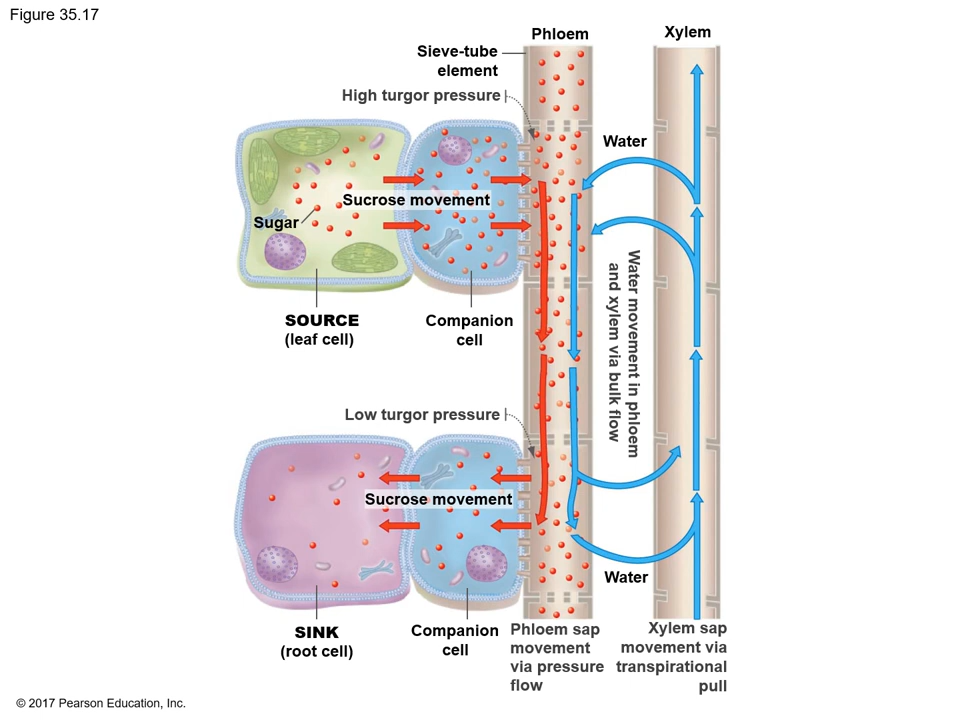 Figure 35.17
Phloem
Xylem
Sieve-tube
element
High turgor pressure
Water
Sucrose movement
Sugar
SOURCE
(leaf cell)
Companion
cell
Water movement in phloem
and xylem via bulk flow
Low turgor pressure
Sucrose movement
Water
SINK
(root cell)
Companion
cell
Phloem sap
movement
via pressure
flow
Xylem sap
movement via
transpirational
pull
© 2017 Pearson Education, Inc.